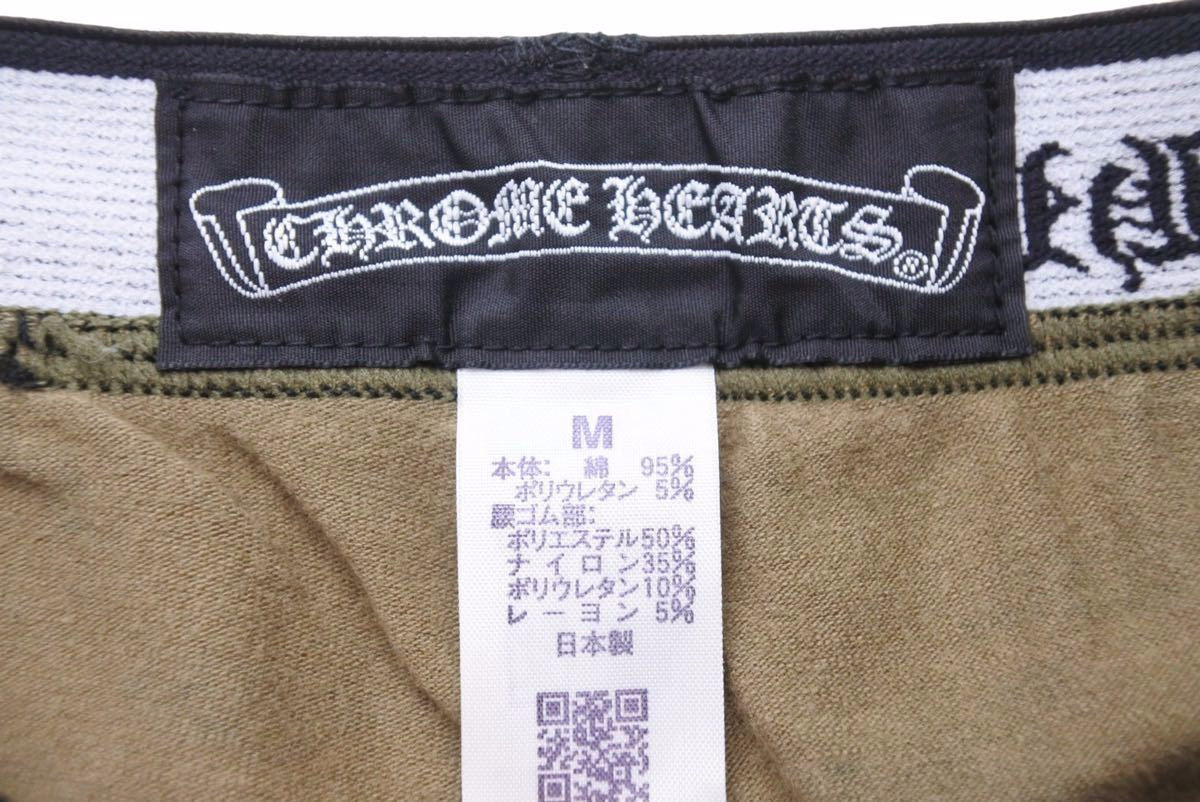 CHROME HEARTS®
M
本体: 綿 95%
ポリウレタン 5%
腰ゴム部:
ポリエステル50%
ナイロン35%
ポリウレタン10%
レーヨン 5%
日本製